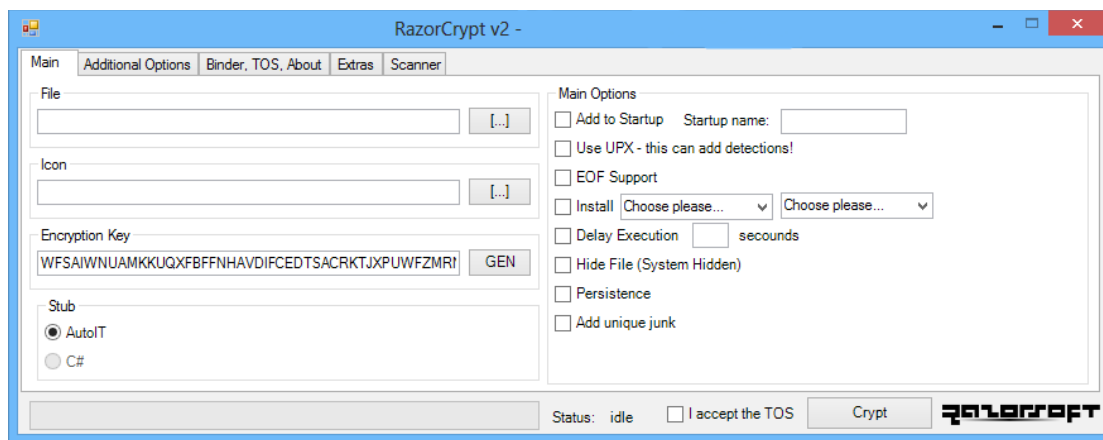 RazorCrypt v2 -
Main Additional Options Binder, TOS, About Extras Scanner
File
[...]
Icon
[...]
Encryption Key
GEN
Stub
AutoIT
C#
Main Options
Add to Startup Startup name:
Use UPX - this can add detections!
EOF Support
Install Choose please... Choose please...
Delay Execution secounds
Hide File (System Hidden)
Persistence
Add unique junk
Status: idle I accept the TOS Crypt razorsoft